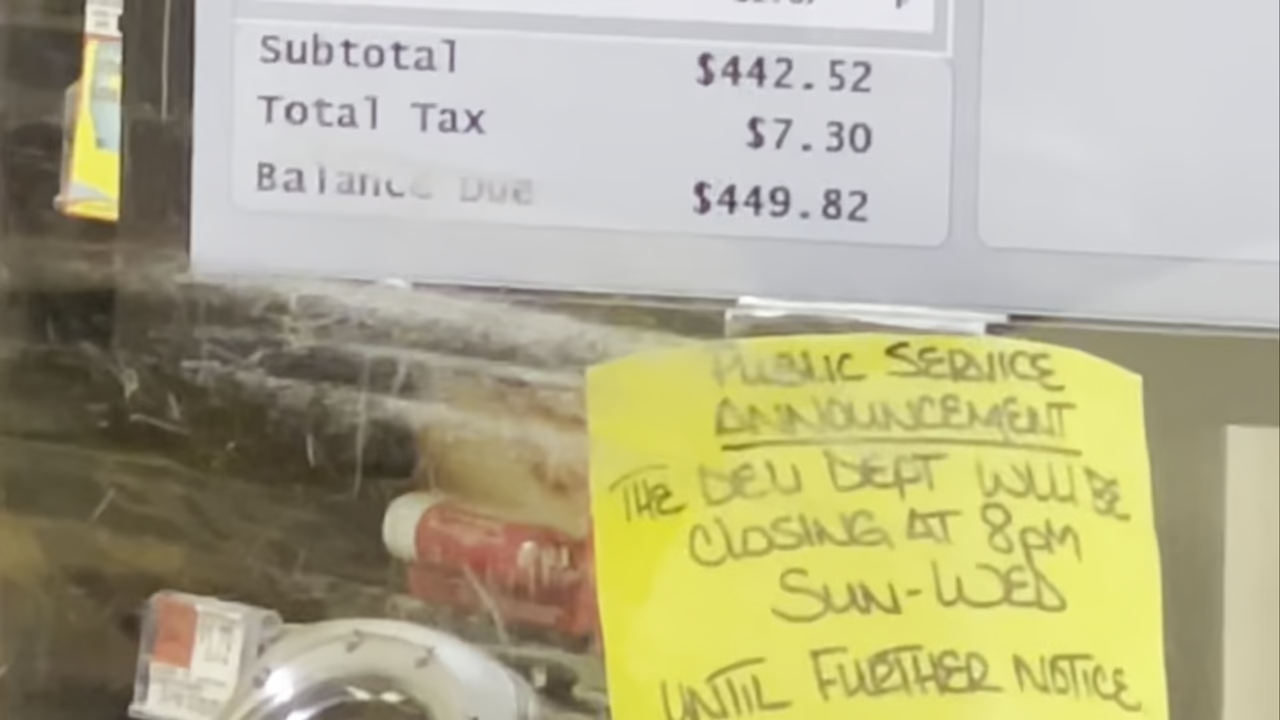 Subtotal $442.52
Total Tax $7.30
Balance Due $449.82
PUBLIC SERVICE
ANNOUNCEMENT
THE DELI DEPT WILL BE
CLOSING AT 8pm
SUN-WED
UNTIL FURTHER NOTICE